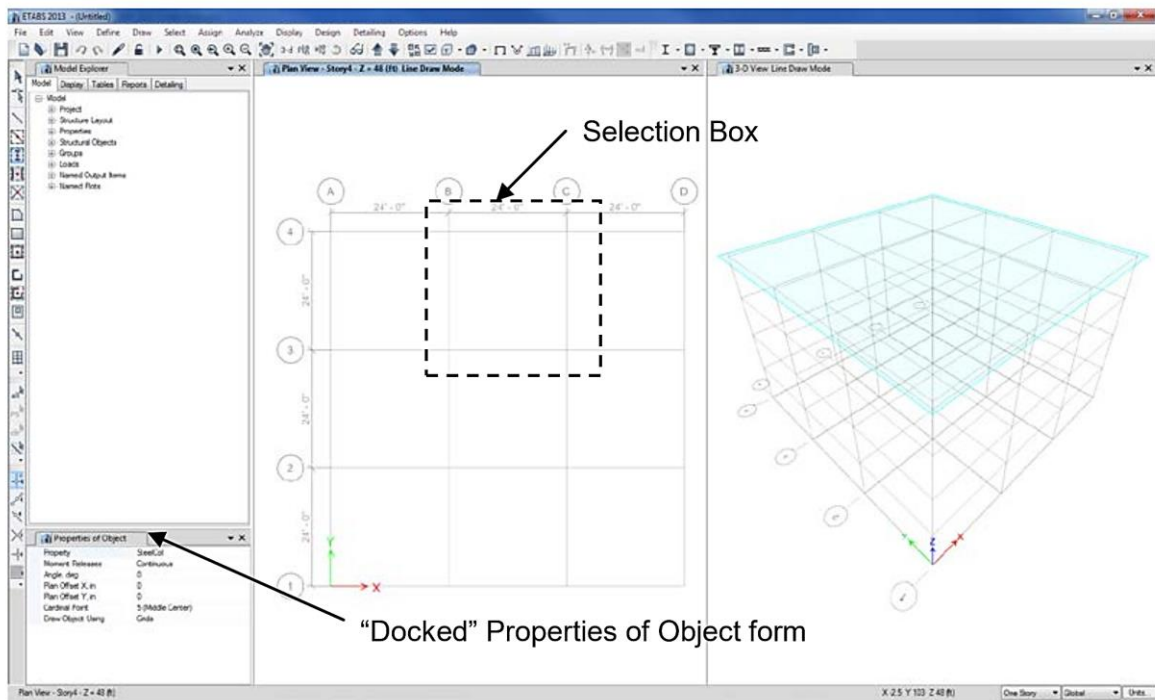 ETABS 2013 - (Untitled)
File Edit View Define Draw Select Assign Analyze Display Design Detailing Options Help
Model Explorer
Model Display Tables Reports Detailing
Model
Project
Structure Layout
Properties
Structural Objects
Groups
Loads
Named Output Items
Named Plots
Plan View - Story4 - Z = 48 (ft) Line Draw Mode
3-D View Line Draw Mode
Selection Box
A B C D
24'-0" 24'-0" 24'-0"
4
24'-0"
3
24'-0"
2
24'-0"
1
Y
X
Y Z X
Properties of Object
Property SteelCol
Moment Releases Continuous
Angle, deg 0
Plan Offset X, in 0
Plan Offset Y, in 0
Cardinal Point 5 (Middle Center)
Draw Object Using Grids
“Docked” Properties of Object form
Plan View - Story4 - Z = 48 (ft)
X 2.5 Y 103 Z 48 (ft)
One Story Global Units...